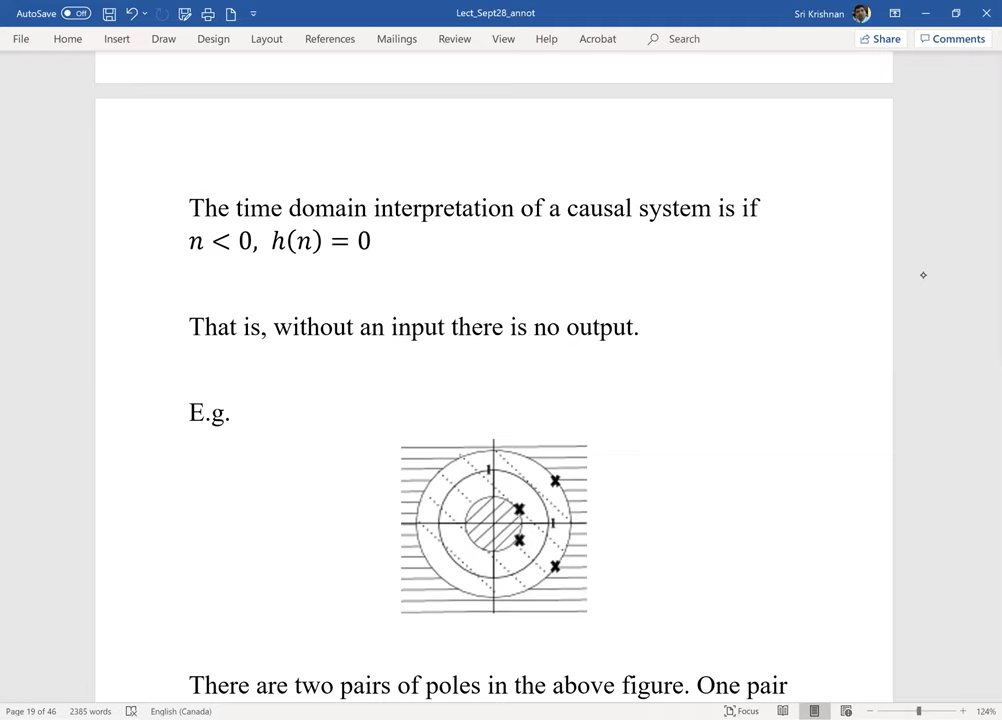 AutoSave Off Lect_Sept28_annot Sri Krishnan
File Home Insert Draw Design Layout References Mailings Review View Help Acrobat Search Share Comments
The time domain interpretation of a causal system is if
n < 0, h(n) = 0
That is, without an input there is no output.
E.g.
1
1
There are two pairs of poles in the above figure. One pair
Page 19 of 46 2385 words English (Canada) Focus 124%